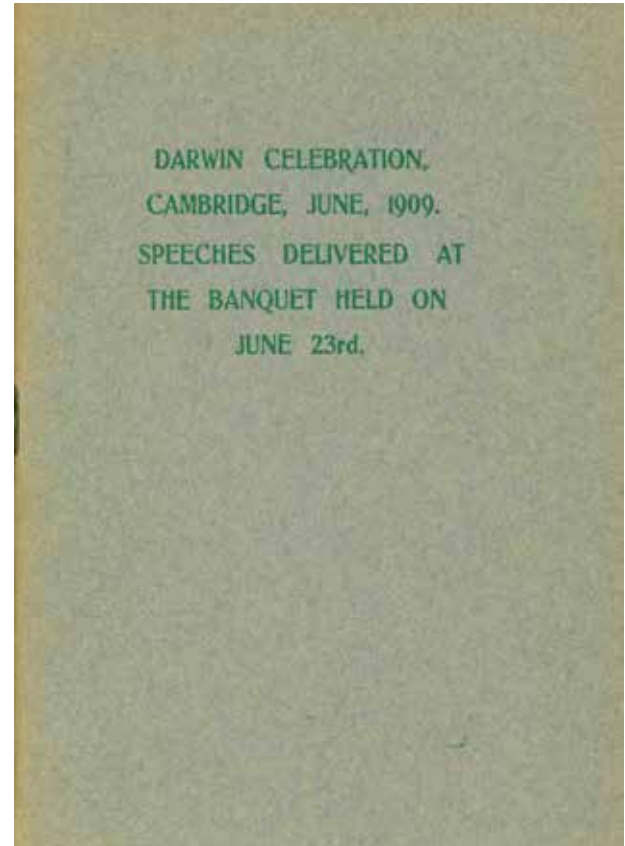 DARWIN CELEBRATION,
CAMBRIDGE, JUNE, 1909.
SPEECHES DELIVERED AT
THE BANQUET HELD ON
JUNE 23rd.